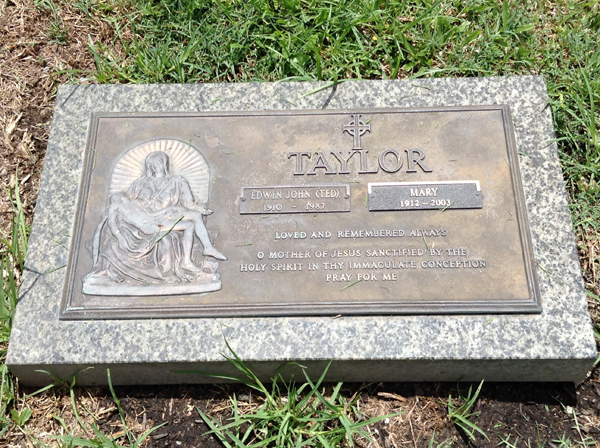 TAYLOR
EDWIN JOHN (TED)
1910 - 1987
MARY
1912 - 2003
LOVED AND REMEMBERED ALWAYS
O MOTHER OF JESUS SANCTIFIED BY THE
HOLY SPIRIT IN THY IMMACULATE CONCEPTION
PRAY FOR ME